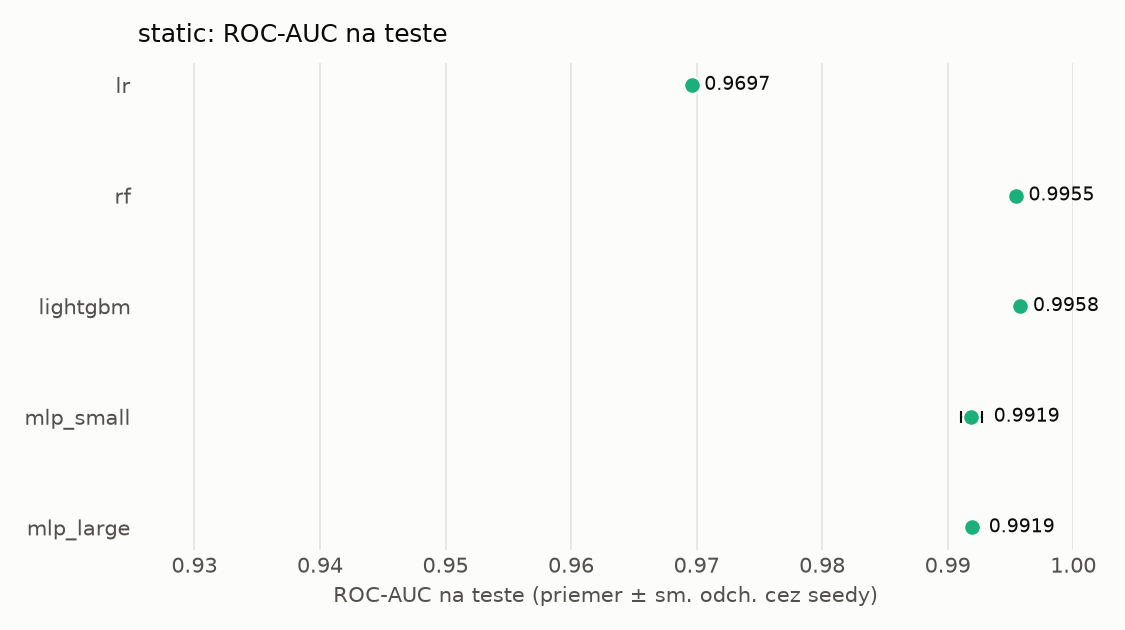 static: ROC-AUC na teste
lr
0.9697
rf
0.9955
lightgbm
0.9958
mlp_small
0.9919
mlp_large
0.9919
0.93 0.94 0.95 0.96 0.97 0.98 0.99 1.00
ROC-AUC na teste (priemer ± sm. odch. cez seedy)